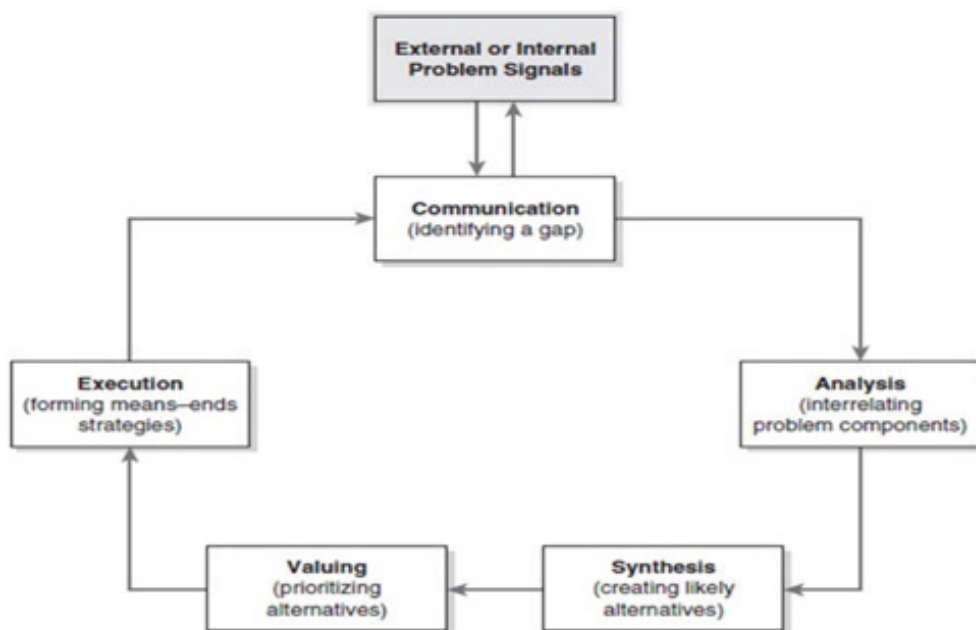 External or Internal
Problem Signals
Communication
(identifying a gap)
Execution
(forming means–ends
strategies)
Analysis
(interrelating
problem components)
Valuing
(prioritizing
alternatives)
Synthesis
(creating likely
alternatives)